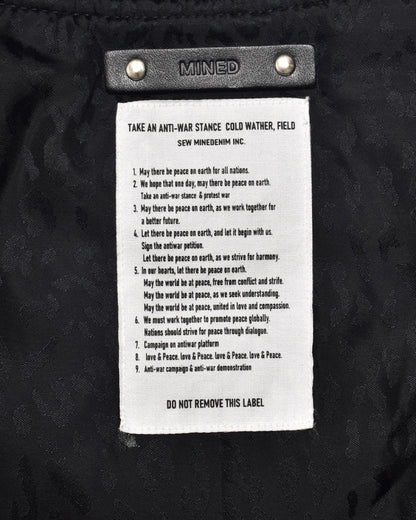 MINED
TAKE AN ANTI-WAR STANCE COLD WATHER, FIELD
SEW MINEDENIM INC.
1. May there be peace on earth for all nations.
2. We hope that one day, may there be peace on earth.
Take an anti-war stance & protest war
3. May there be peace on earth, as we work together for
a better future.
4. Let there be peace on earth, and let it begin with us.
Sign the antiwar petition.
Let there be peace on earth, as we strive for harmony.
5. In our hearts, let there be peace on earth.
May the world be at peace, free from conflict and strife.
May the world be at peace, as we seek understanding.
May the world be at peace, united in love and compassion.
6. We must work together to promote peace globally.
Nations should strive for peace through dialogue.
7. Campaign on antiwar platform
8. love & Peace. love & Peace. love & Peace. love & Peace.
9. Anti-war campaign & anti-war demonstration
DO NOT REMOVE THIS LABEL